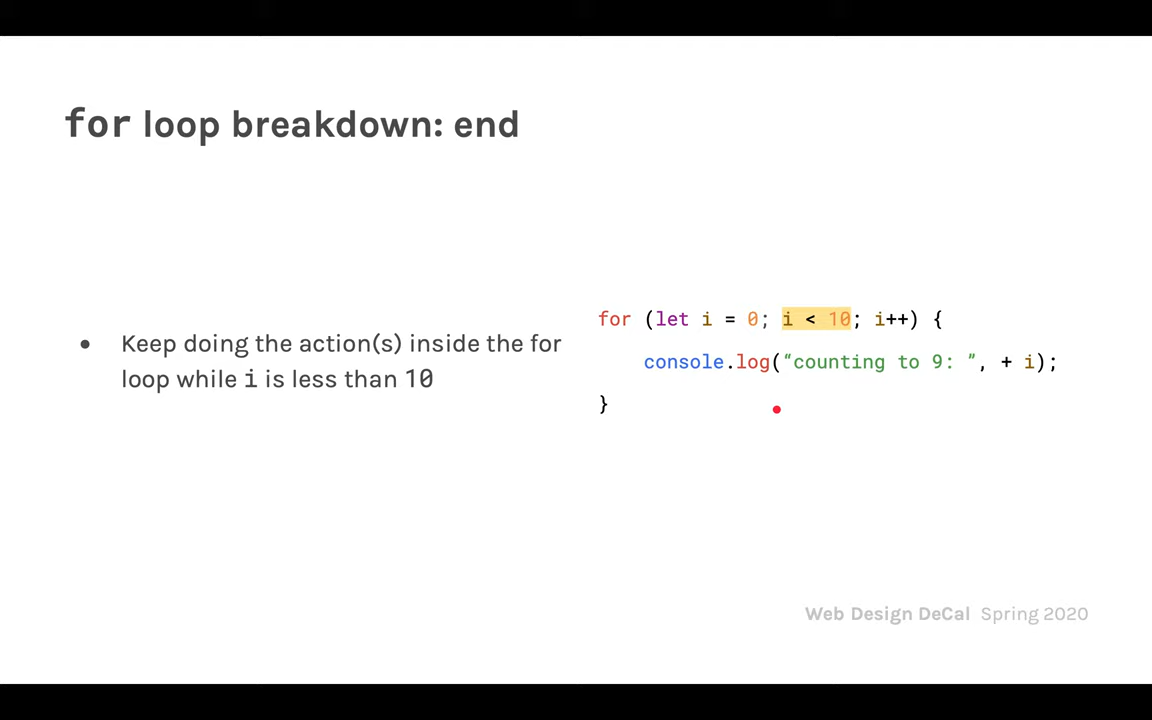 for loop breakdown: end
● Keep doing the action(s) inside the for
loop while i is less than 10
for (let i = 0; i < 10; i++) {
console.log(“counting to 9: ”, + i);
}
Web Design DeCal Spring 2020